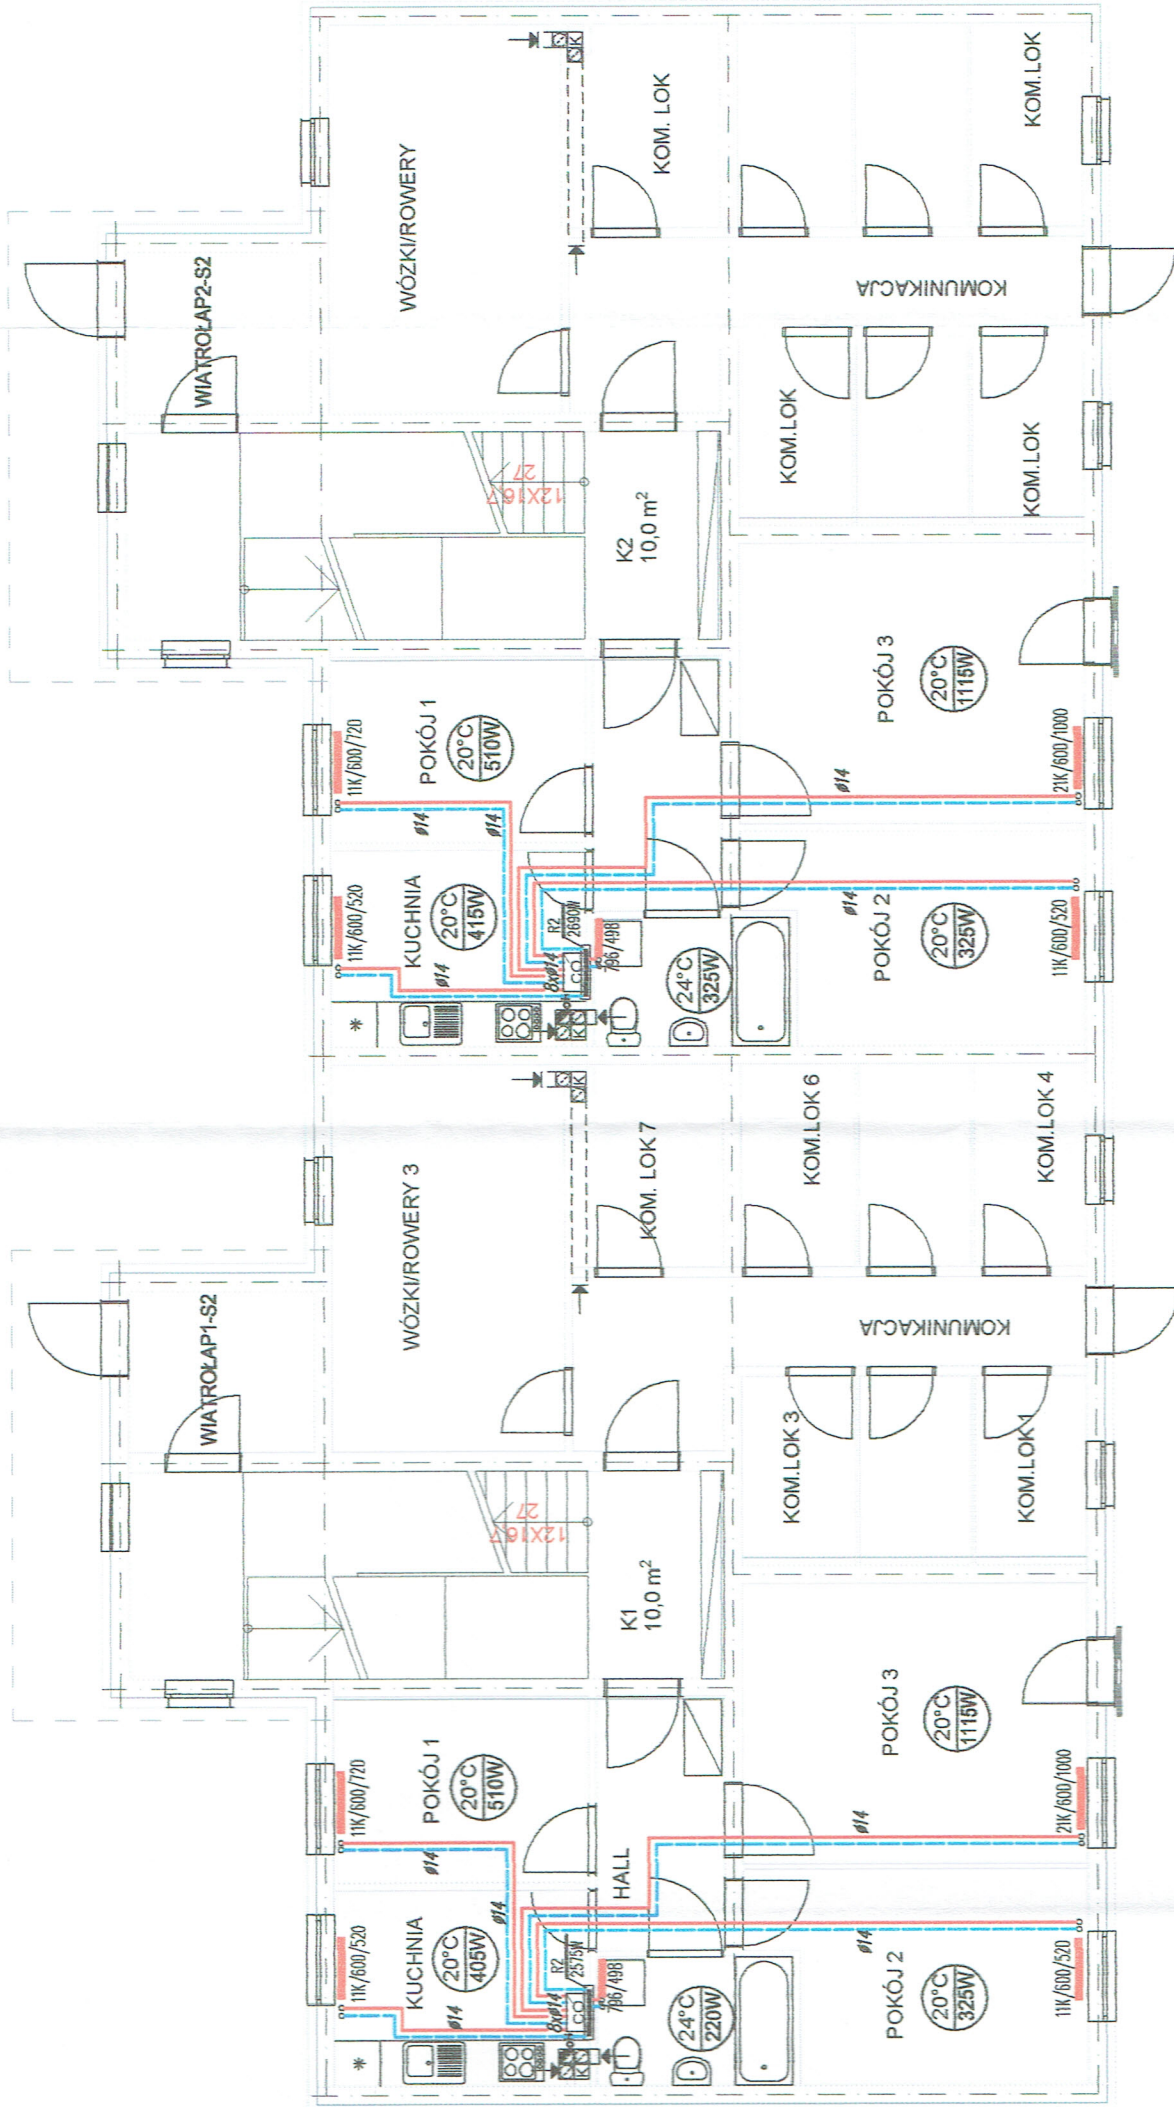 WIATROŁAP1-S2
WÓZKI/ROWERY 3
12X16,7
27
K1
10,0 m²
KOM. LOK 7
KOM.LOK 6
KOM.LOK 4
KOMUNIKACJA
KOM.LOK 3
KOM.LOK 1
11K/600/520
11K/600/720
KUCHNIA
20°C
405W
POKÓJ 1
20°C
510W
ø14
ø14
ø14
8xø14
CO
R2
2575W
796/498
K
HALL
24°C
220W
POKÓJ 2
20°C
325W
11K/600/520
ø14
POKÓJ 3
20°C
1115W
21K/600/1000
ø14
WIATROŁAP2-S2
WÓZKI/ROWERY
12X16,7
27
K2
10,0 m²
KOM. LOK
KOM.LOK
KOMUNIKACJA
KOM.LOK
KOM.LOK
11K/600/520
11K/600/720
KUCHNIA
20°C
415W
POKÓJ 1
20°C
510W
ø14
ø14
ø14
8xø14
CO
R2
2690W
796/498
K
24°C
325W
POKÓJ 2
20°C
325W
11K/600/520
ø14
POKÓJ 3
20°C
1115W
21K/600/1000
ø14
K
K